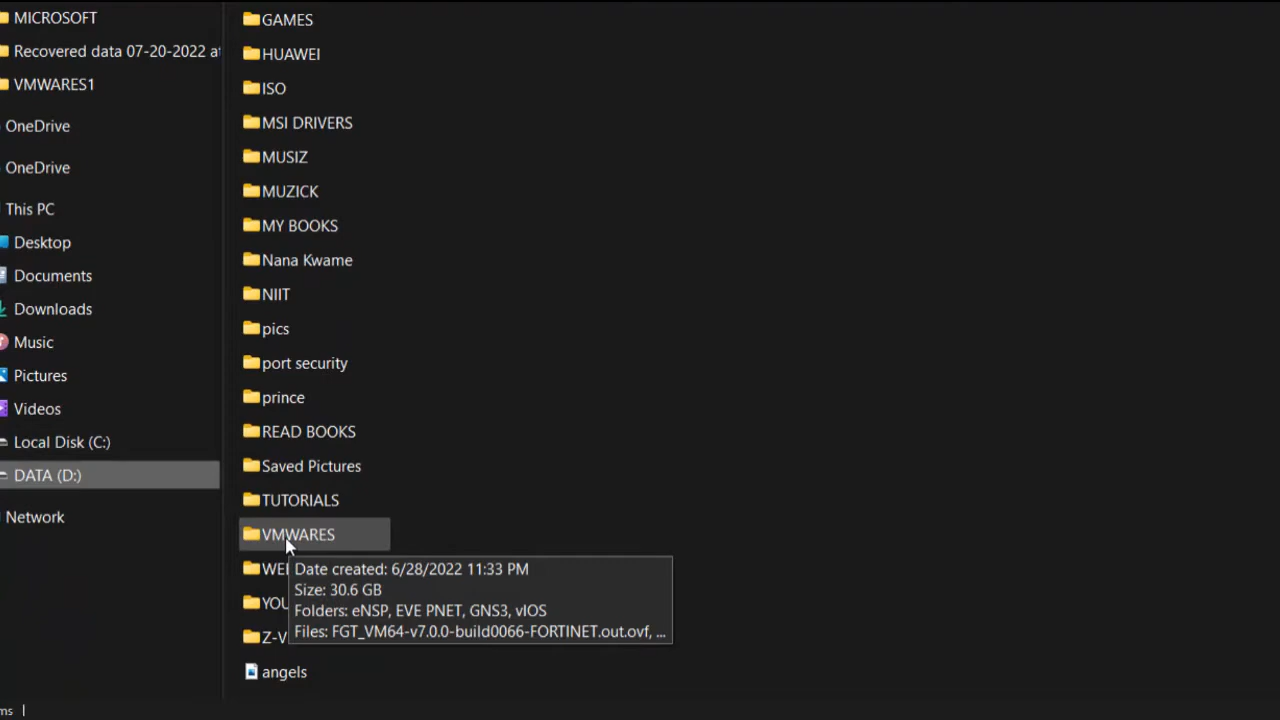 MICROSOFT
Recovered data 07-20-2022 at
VMWARES1
OneDrive
OneDrive
This PC
Desktop
Documents
Downloads
Music
Pictures
Videos
Local Disk (C:)
DATA (D:)
Network
GAMES
HUAWEI
ISO
MSI DRIVERS
MUSIZ
MUZICK
MY BOOKS
Nana Kwame
NIIT
pics
port security
prince
READ BOOKS
Saved Pictures
TUTORIALS
VMWARES
Date created: 6/28/2022 11:33 PM
Size: 30.6 GB
Folders: eNSP, EVE PNET, GNS3, vIOS
Files: FGT_VM64-v7.0.0-build0066-FORTINET.out.ovf, ...
YOU
Z-V
angels